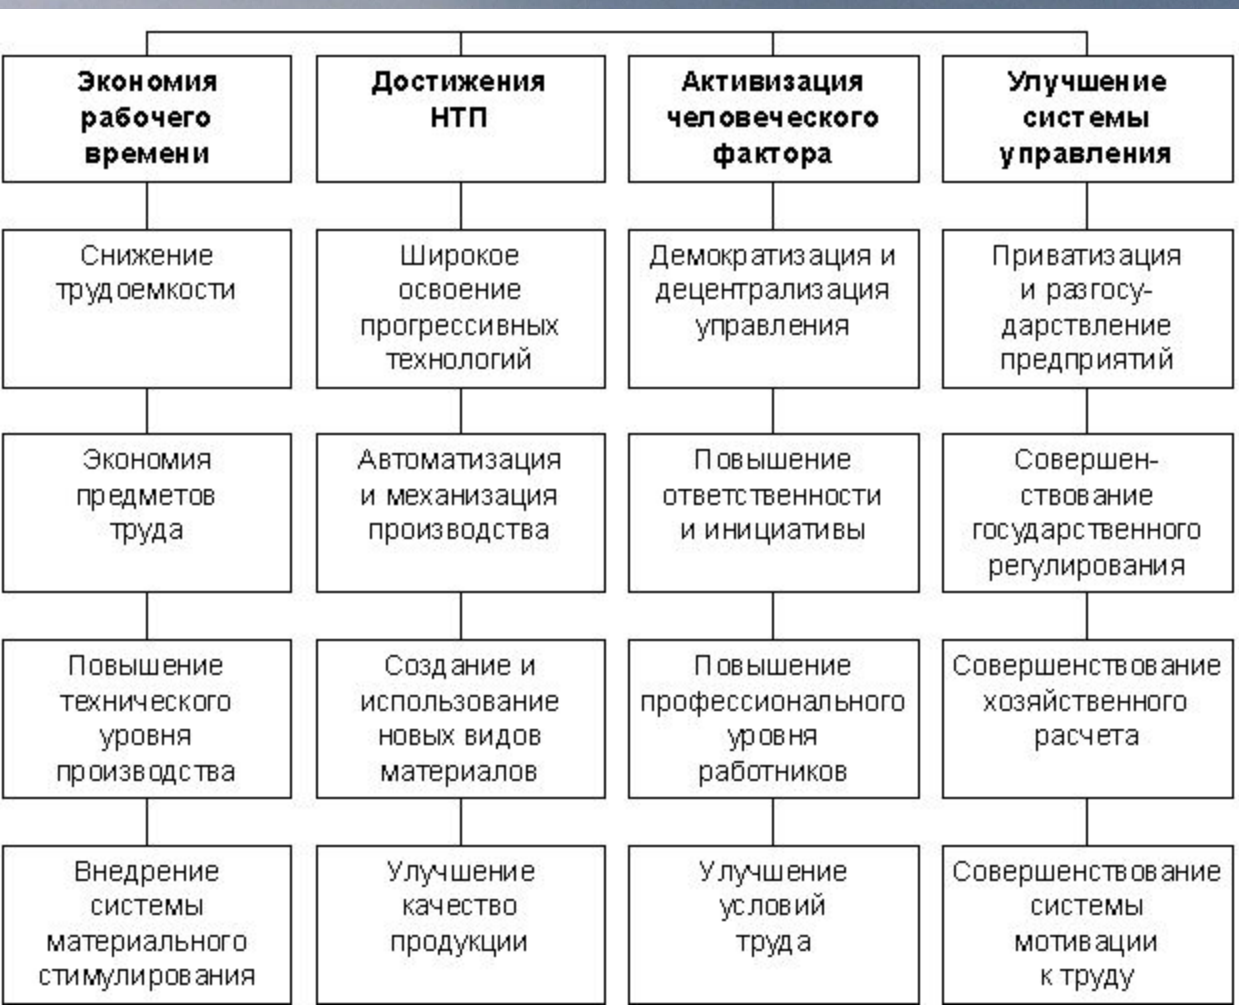 Экономия
рабочего
времени
Достижения
НТП
Активизация
человеческого
фактора
Улучшение
системы
управления
Снижение
трудоемкости
Широкое
освоение
прогрессивных
технологий
Демократизация и
децентрализация
управления
Приватизация
и разгосу-
дарствление
предприятий
Экономия
предметов
труда
Автоматизация
и механизация
производства
Повышение
ответственности
и инициативы
Совершен-
ствование
государственного
регулирования
Повышение
технического
уровня
производства
Создание и
использование
новых видов
материалов
Повышение
профессионального
уровня
работников
Совершенствование
хозяйственного
расчета
Внедрение
системы
материального
стимулирования
Улучшение
качество
продукции
Улучшение
условий
труда
Совершенствование
системы
мотивации
к труду